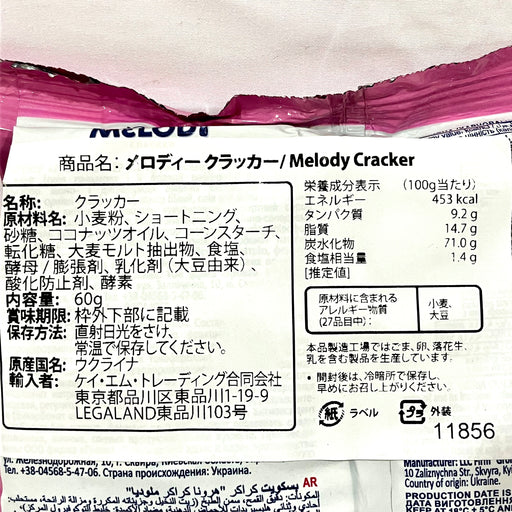 MELODY
商品名: メロディー クラッカー/ Melody Cracker
名称: クラッカー
原材料名: 小麦粉、ショートニング、
砂糖、ココナッツオイル、コーンスターチ、
転化糖、大麦モルト抽出物、食塩、
酵母 / 膨張剤、乳化剤 (大豆由来) 、
酸化防止剤、酵素
内容量: 60g
賞味期限: 枠外下部に記載
保存方法: 直射日光をさけ、
常温で保存してください。
原産国名: ウクライナ
輸入者: ケイ・エム・トレーディング合同会社
東京都品川区東品川1-19-9
LEGALAND東品川103号
栄養成分表示 (100g当たり)
エネルギー 453 kcal
タンパク質 9.2 g
脂質 14.7 g
炭水化物 71.0 g
食塩相当量 1.4 g
[推定値]
原材料に含まれる
アレルギー物質
(27品目中):
小麦、
大豆
本品製造工場ではごま、卵、落花生、
乳を含む製品を生産しています。
・ 開封後は、冷暗所で保存し、
早めにお召し上がりください。
紙 ラベル プラ 外装
11856
Тел. +38-04568-5-47-06. Страна происхождения: Украина.
AR
10 Zaliznychna Str., Skvyra, Kyiv
Country of origin: Ukraine.
PRODUCTION DATE IS
ДАТА ВИГОТОВЛЕННЯ